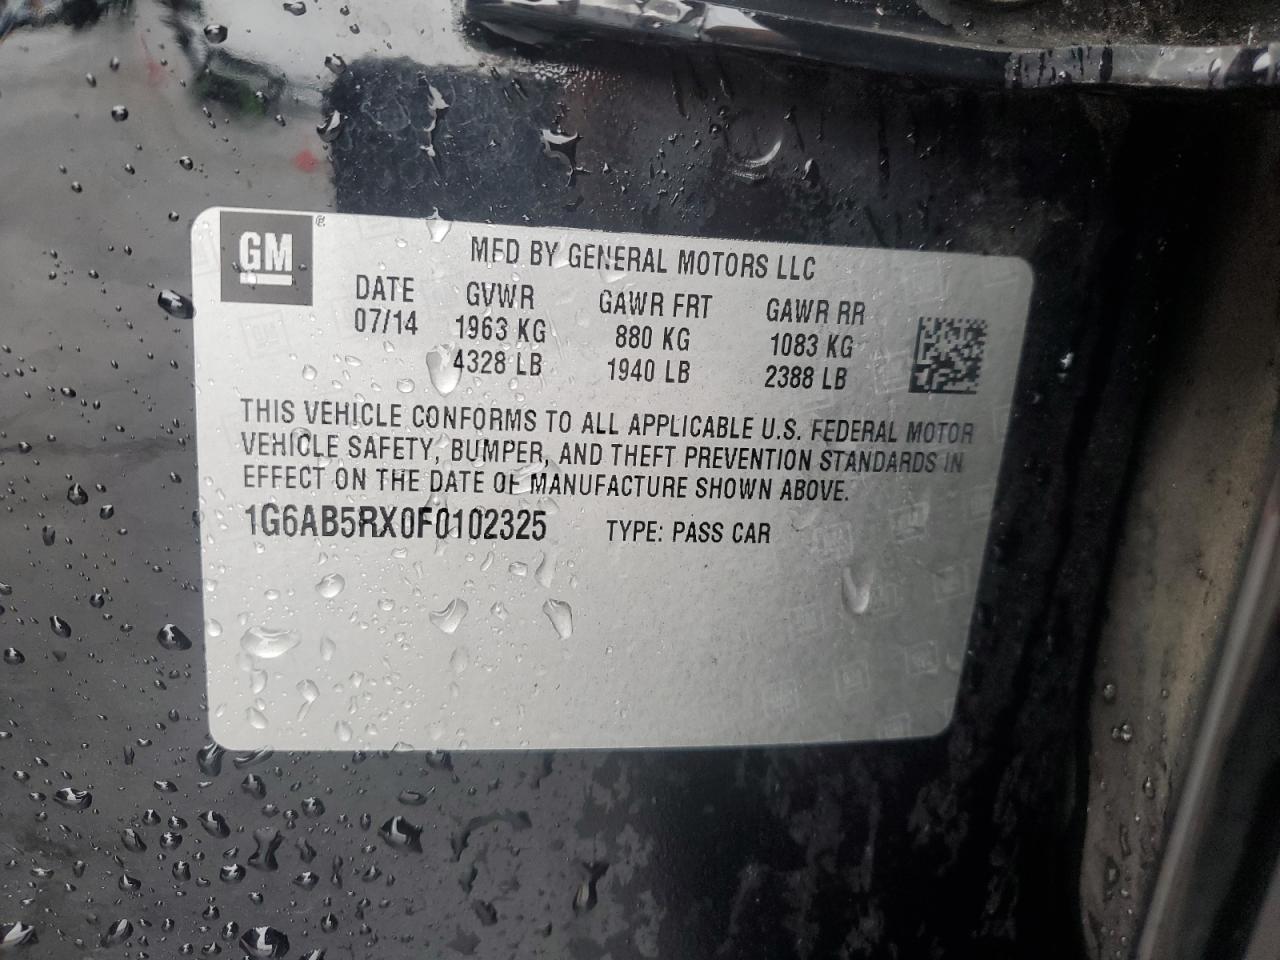 GM ®
MFD BY GENERAL MOTORS LLC
DATE GVWR GAWR FRT GAWR RR
07/14 1963 KG 880 KG 1083 KG
4328 LB 1940 LB 2388 LB
THIS VEHICLE CONFORMS TO ALL APPLICABLE U.S. FEDERAL MOTOR
VEHICLE SAFETY, BUMPER, AND THEFT PREVENTION STANDARDS IN
EFFECT ON THE DATE OF MANUFACTURE SHOWN ABOVE.
1G6AB5RX0F0102325 TYPE: PASS CAR